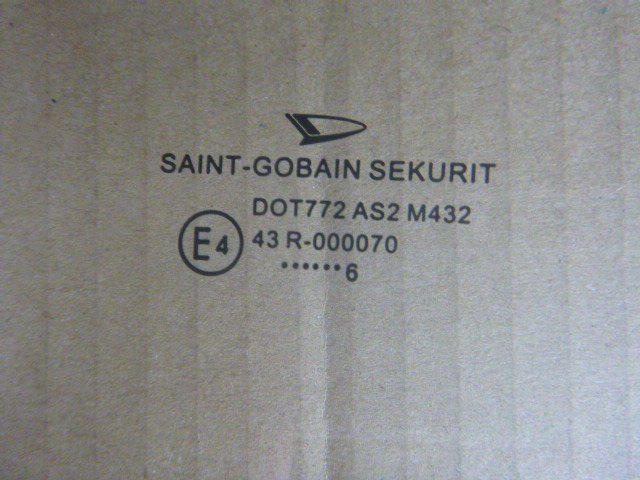 SAINT-GOBAIN SEKURIT
DOT772 AS2 M432
E4 43 R-000070
••••••6